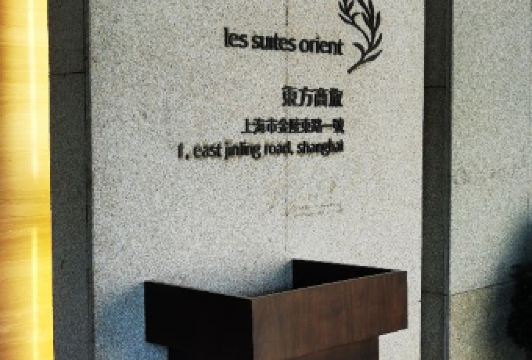 les suites orient
東方商旅
上海市金陵東路一號
1, east jinling road, shanghai